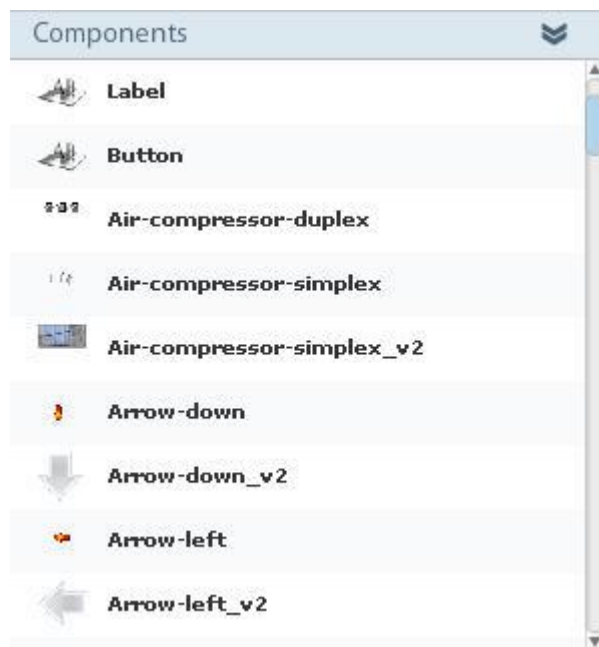 Components
Label
Button
Air-compressor-duplex
Air-compressor-simplex
Air-compressor-simplex_v2
Arrow-down
Arrow-down_v2
Arrow-left
Arrow-left_v2